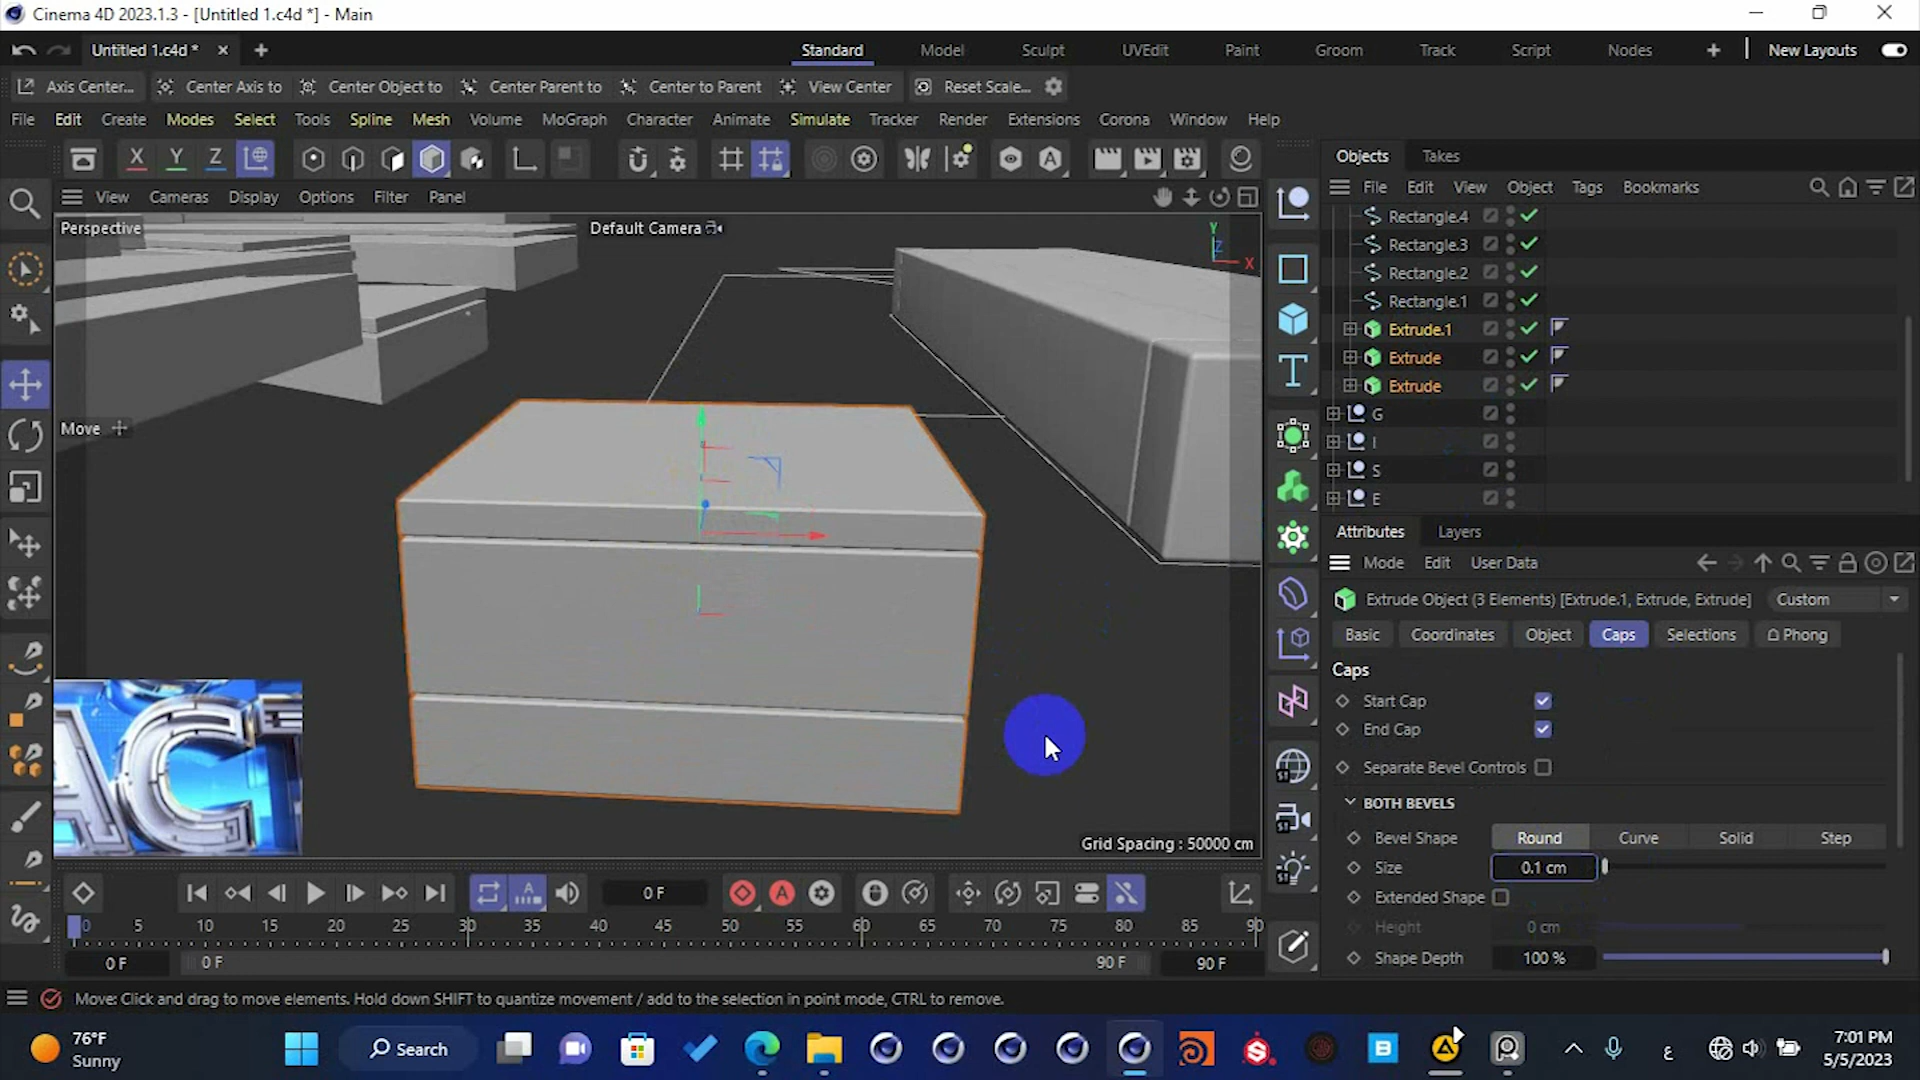 Cinema 4D 2023.1.3 - [Untitled 1.c4d *] - Main
Untitled 1.c4d *
Standard Model Sculpt UVEdit Paint Groom Track Script Nodes New Layouts
Axis Center... Center Axis to Center Object to Center Parent to Center to Parent View Center Reset Scale...
File Edit Create Modes Select Tools Spline Mesh Volume MoGraph Character Animate Simulate Tracker Render Extensions Corona Window Help
X Y Z
Objects Takes
View Cameras Display Options Filter Panel
File Edit View Object Tags Bookmarks
Perspective
Default Camera
Y
Z
X
Rectangle.4
Rectangle.3
Rectangle.2
Rectangle.1
Extrude.1
Extrude
Extrude
G
I
S
E
Move
Attributes Layers
Mode Edit User Data
Extrude Object (3 Elements) [Extrude.1, Extrude, Extrude] Custom
Basic Coordinates Object Caps Selections Phong
Caps
Start Cap
End Cap
Separate Bevel Controls
BOTH BEVELS
Bevel Shape Round Curve Solid Step
Size 0.1 cm
Extended Shape
Height 0 cm
Shape Depth 100 %
ACT
Grid Spacing : 50000 cm
0 F
0 5 10 15 20 25 30 35 40 45 50 55 60 65 70 75 80 85 90
0 F 0 F 90 F 90 F
Move: Click and drag to move elements. Hold down SHIFT to quantize movement / add to the selection in point mode, CTRL to remove.
76°F
Sunny
Search
ع
7:01 PM
5/5/2023